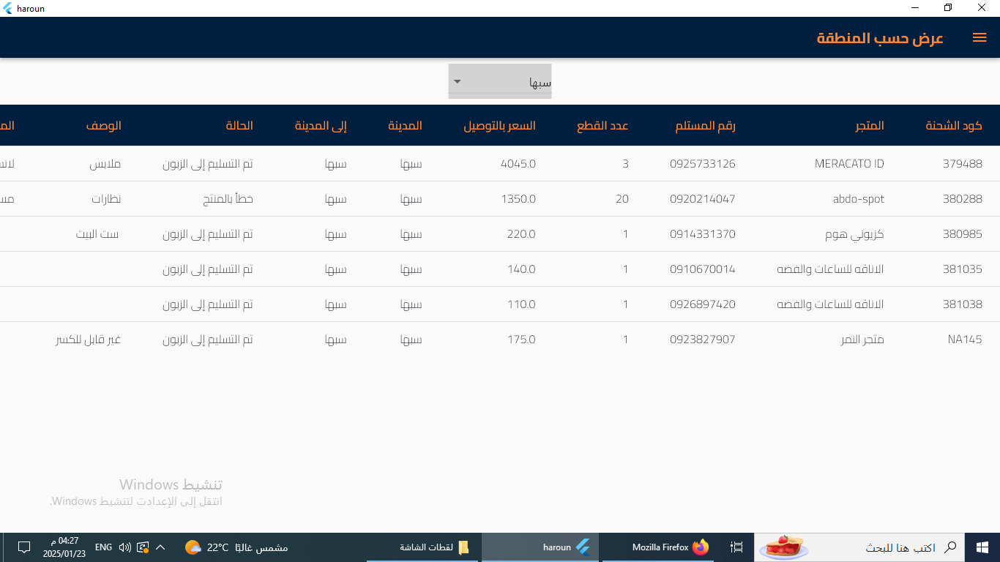 haroun
عرض حسب المنطقة
سبها
كود الشحنة المتجر رقم المستلم عدد القطع السعر بالتوصيل المدينة إلى المدينة الحالة الوصف
379488 MERACATO ID 0925733126 3 4045.0 سبها سبها تم التسليم إلى الزبون ملابس
380288 abdo-spot 0920214047 20 1350.0 سبها سبها خطأ بالمنتج نظارات
380985 كزيوني هوم 0914331370 1 220.0 سبها سبها تم التسليم إلى الزبون ست البيت
381035 الاناقه للساعات والفضه 0910670014 1 140.0 سبها سبها تم التسليم إلى الزبون
381038 الاناقه للساعات والفضه 0926897420 1 110.0 سبها سبها تم التسليم إلى الزبون
NA145 متجر النمر 0923827907 1 175.0 سبها سبها تم التسليم إلى الزبون غير قابل للكسر
تنشيط Windows
انتقل إلى الإعدادت لتنشيط Windows.
اكتب هنا للبحث Mozilla Firefox haroun لقطات الشاشة 22°C مشمس غالبًا ENG 04:27 م
2025/01/23